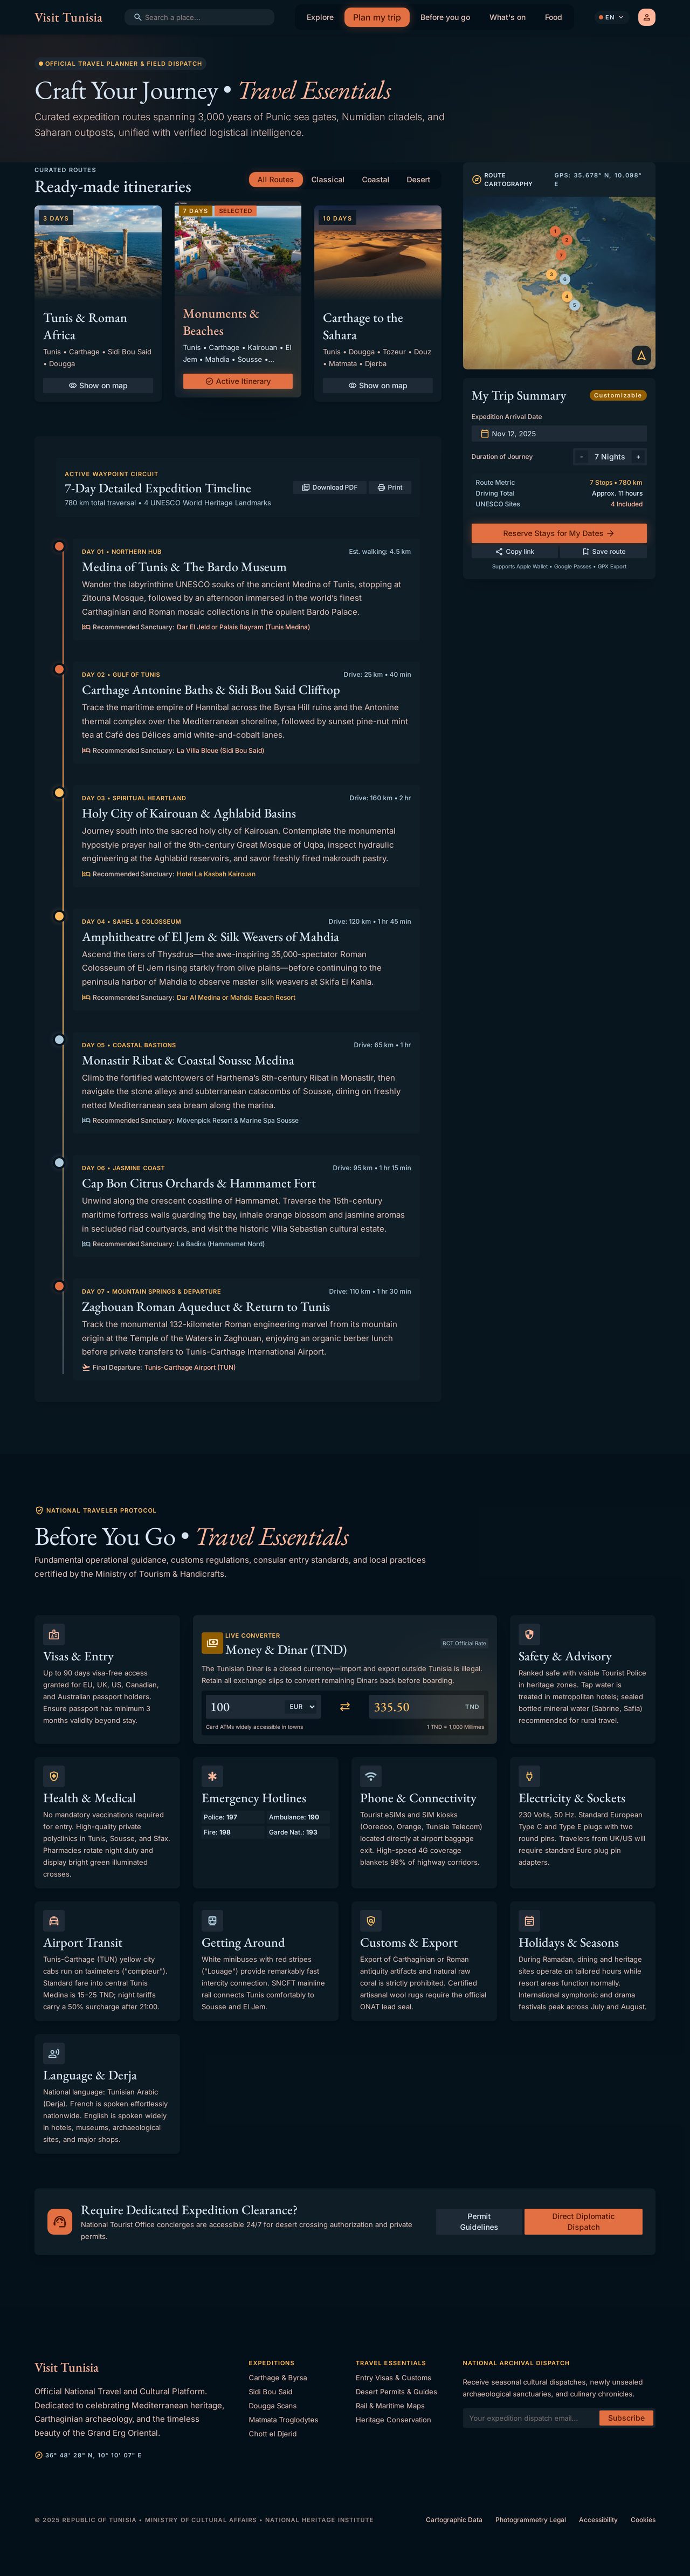 Visit Tunisia
Search a place...
Explore
Plan my trip
Before you go
What's on
Food
EN
OFFICIAL TRAVEL PLANNER & FIELD DISPATCH
Craft Your Journey • Travel Essentials
Curated expedition routes spanning 3,000 years of Punic sea gates, Numidian citadels, and
Saharan outposts, unified with verified logistical intelligence.
CURATED ROUTES
Ready-made itineraries
All Routes
Classical
Coastal
Desert
3 DAYS
Tunis & Roman
Africa
Tunis • Carthage • Sidi Bou Said
• Dougga
Show on map
7 DAYS
SELECTED
Monuments &
Beaches
Tunis • Carthage • Kairouan • El
Jem • Mahdia • Sousse •...
Active Itinerary
10 DAYS
Carthage to the
Sahara
Tunis • Dougga • Tozeur • Douz
• Matmata • Djerba
Show on map
ROUTE
CARTOGRAPHY
GPS: 35.678° N, 10.098°
E
1
2
7
3
6
4
5
My Trip Summary
Customizable
Expedition Arrival Date
Nov 12, 2025
Duration of Journey
- 7 Nights +
Route Metric
7 Stops • 780 km
Driving Total
Approx. 11 hours
UNESCO Sites
4 Included
Reserve Stays for My Dates →
Copy link
Save route
Supports Apple Wallet • Google Passes • GPX Export
ACTIVE WAYPOINT CIRCUIT
7-Day Detailed Expedition Timeline
780 km total traversal • 4 UNESCO World Heritage Landmarks
Download PDF
Print
DAY 01 • NORTHERN HUB
Est. walking: 4.5 km
Medina of Tunis & The Bardo Museum
Wander the labyrinthine UNESCO souks of the ancient Medina of Tunis, stopping at
Zitouna Mosque, followed by an afternoon immersed in the world's finest
Carthaginian and Roman mosaic collections in the opulent Bardo Palace.
Recommended Sanctuary: Dar El Jeld or Palais Bayram (Tunis Medina)
DAY 02 • GULF OF TUNIS
Drive: 25 km • 40 min
Carthage Antonine Baths & Sidi Bou Said Clifftop
Trace the maritime empire of Hannibal across the Byrsa Hill ruins and the Antonine
thermal complex over the Mediterranean shoreline, followed by sunset pine-nut mint
tea at Café des Délices amid white-and-cobalt lanes.
Recommended Sanctuary: La Villa Bleue (Sidi Bou Said)
DAY 03 • SPIRITUAL HEARTLAND
Drive: 160 km • 2 hr
Holy City of Kairouan & Aghlabid Basins
Journey south into the sacred holy city of Kairouan. Contemplate the monumental
hypostyle prayer hall of the 9th-century Great Mosque of Uqba, inspect hydraulic
engineering at the Aghlabid reservoirs, and savor freshly fired makroudh pastry.
Recommended Sanctuary: Hotel La Kasbah Kairouan
DAY 04 • SAHEL & COLOSSEUM
Drive: 120 km • 1 hr 45 min
Amphitheatre of El Jem & Silk Weavers of Mahdia
Ascend the tiers of Thysdrus—the awe-inspiring 35,000-spectator Roman
Colosseum of El Jem rising starkly from olive plains—before continuing to the
peninsula harbor of Mahdia to observe master silk weavers at Skifa El Kahla.
Recommended Sanctuary: Dar Al Medina or Mahdia Beach Resort
DAY 05 • COASTAL BASTIONS
Drive: 65 km • 1 hr
Monastir Ribat & Coastal Sousse Medina
Climb the fortified watchtowers of Harthema's 8th-century Ribat in Monastir, then
navigate the stone alleys and subterranean catacombs of Sousse, dining on freshly
netted Mediterranean sea bream along the marina.
Recommended Sanctuary: Mövenpick Resort & Marine Spa Sousse
DAY 06 • JASMINE COAST
Drive: 95 km • 1 hr 15 min
Cap Bon Citrus Orchards & Hammamet Fort
Unwind along the crescent coastline of Hammamet. Traverse the 15th-century
maritime fortress walls guarding the bay, inhale orange blossom and jasmine aromas
in secluded riad courtyards, and visit the historic Villa Sebastian cultural estate.
Recommended Sanctuary: La Badira (Hammamet Nord)
DAY 07 • MOUNTAIN SPRINGS & DEPARTURE
Drive: 110 km • 1 hr 30 min
Zaghouan Roman Aqueduct & Return to Tunis
Track the monumental 132-kilometer Roman engineering marvel from its mountain
origin at the Temple of the Waters in Zaghouan, enjoying an organic berber lunch
before private transfers to Tunis-Carthage International Airport.
Final Departure: Tunis-Carthage Airport (TUN)
NATIONAL TRAVELER PROTOCOL
Before You Go • Travel Essentials
Fundamental operational guidance, customs regulations, consular entry standards, and local practices
certified by the Ministry of Tourism & Handicrafts.
Visas & Entry
Up to 90 days visa-free access
granted for EU, UK, US, Canadian,
and Australian passport holders.
Ensure passport has minimum 3
months validity beyond stay.
LIVE CONVERTER
Money & Dinar (TND)
BCT Official Rate
The Tunisian Dinar is a closed currency—import and export outside Tunisia is illegal.
Retain all exchange slips to convert remaining Dinars back before boarding.
100
EUR
335.50
TND
Card ATMs widely accessible in towns
1 TND = 1,000 Millimes
Safety & Advisory
Ranked safe with visible Tourist Police
in heritage zones. Tap water is
treated in metropolitan hotels; sealed
bottled mineral water (Sabrine, Safia)
recommended for rural travel.
Health & Medical
No mandatory vaccinations required
for entry. High-quality private
polyclinics in Tunis, Sousse, and Sfax.
Pharmacies rotate night duty and
display bright green illuminated
crosses.
Emergency Hotlines
Police: 197
Ambulance: 190
Fire: 198
Garde Nat.: 193
Phone & Connectivity
Tourist eSIMs and SIM kiosks
(Ooredoo, Orange, Tunisie Telecom)
located directly at airport baggage
exit. High-speed 4G coverage
blankets 98% of highway corridors.
Electricity & Sockets
230 Volts, 50 Hz. Standard European
Type C and Type E plugs with two
round pins. Travelers from UK/US will
require standard Euro plug pin
adapters.
Airport Transit
Tunis-Carthage (TUN) yellow city
cabs run on taximeters ("compteur").
Standard fare into central Tunis
Medina is 15–25 TND; night tariffs
carry a 50% surcharge after 21:00.
Getting Around
White minibuses with red stripes
("Louage") provide remarkably fast
intercity connection. SNCFT mainline
rail connects Tunis comfortably to
Sousse and El Jem.
Customs & Export
Export of Carthaginian or Roman
antiquity artifacts and natural raw
coral is strictly prohibited. Certified
artisanal wool rugs require the official
ONAT lead seal.
Holidays & Seasons
During Ramadan, dining and heritage
sites operate on tailored hours while
resort areas function normally.
International symphonic and drama
festivals peak across July and August.
Language & Derja
National language: Tunisian Arabic
(Derja). French is spoken effortlessly
nationwide. English is spoken widely
in hotels, museums, archaeological
sites, and major shops.
Require Dedicated Expedition Clearance?
National Tourist Office concierges are accessible 24/7 for desert crossing authorization and private
permits.
Permit
Guidelines
Direct Diplomatic
Dispatch
Visit Tunisia
Official National Travel and Cultural Platform.
Dedicated to celebrating Mediterranean heritage,
Carthaginian archaeology, and the timeless
beauty of the Grand Erg Oriental.
36° 48' 28" N, 10° 10' 07" E
EXPEDITIONS
Carthage & Byrsa
Sidi Bou Said
Dougga Scans
Matmata Troglodytes
Chott el Djerid
TRAVEL ESSENTIALS
Entry Visas & Customs
Desert Permits & Guides
Rail & Maritime Maps
Heritage Conservation
NATIONAL ARCHIVAL DISPATCH
Receive seasonal cultural dispatches, newly unsealed
archaeological sanctuaries, and culinary chronicles.
Your expedition dispatch email...
Subscribe
© 2025 REPUBLIC OF TUNISIA • MINISTRY OF CULTURAL AFFAIRS • NATIONAL HERITAGE INSTITUTE
Cartographic Data
Photogrammetry Legal
Accessibility
Cookies